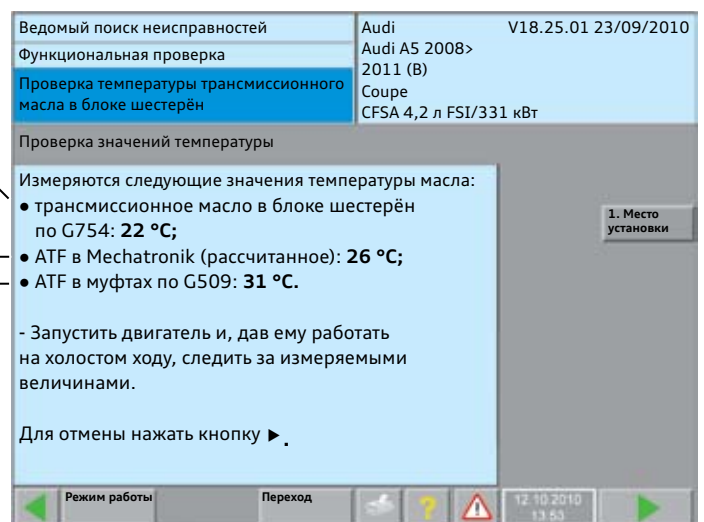 Ведомый поиск неисправностей
Функциональная проверка
Проверка температуры трансмиссионного
масла в блоке шестерён
Audi V18.25.01 23/09/2010
Audi A5 2008>
2011 (B)
Coupe
CFSA 4,2 л FSI/331 кВт
Проверка значений температуры
Измеряются следующие значения температуры масла:
● трансмиссионное масло в блоке шестерён
по G754: 22 °C;
● ATF в Mechatronik (рассчитанное): 26 °C;
● ATF в муфтах по G509: 31 °C.
- Запустить двигатель и, дав ему работать
на холостом ходу, следить за измеряемыми
величинами.
Для отмены нажать кнопку ▶.
1. Место
установки
Режим работы
Переход
?
12.10.2010
13:53